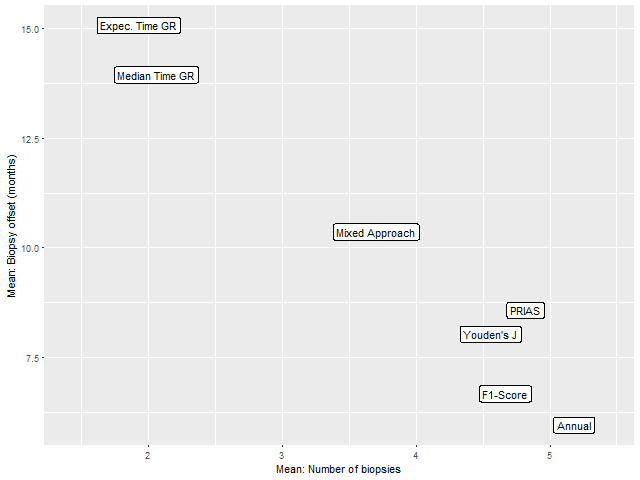 15.0
12.5
10.0
7.5
Mean: Biopsy offset (months)
Expec. Time GR
Median Time GR
Mixed Approach
PRIAS
Youden's J
F1-Score
Annual
2
3
4
5
Mean: Number of biopsies